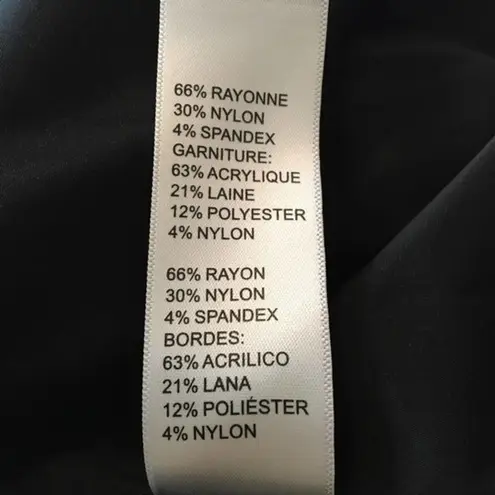 66% RAYONNE
30% NYLON
4% SPANDEX
GARNITURE:
63% ACRYLIQUE
21% LAINE
12% POLYESTER
4% NYLON
66% RAYON
30% NYLON
4% SPANDEX
BORDES:
63% ACRILICO
21% LANA
12% POLIÉSTER
4% NYLON